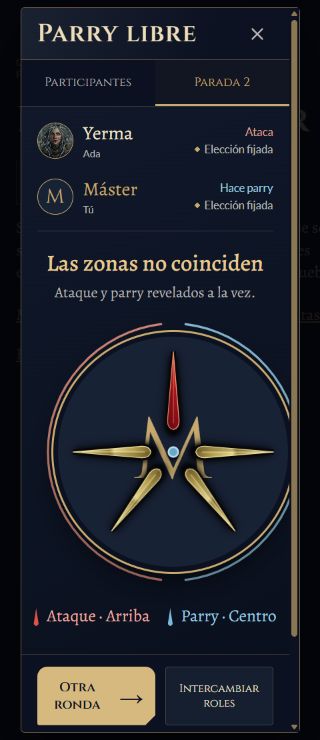 PARRY LIBRE
PARTICIPANTES
PARADA 2
Yerma
Ada
Ataca
Elección fijada
M
Máster
Tú
Hace parry
Elección fijada
Las zonas no coinciden
Ataque y parry revelados a la vez.
M
Ataque · Arriba
Parry · Centro
OTRA
RONDA →
INTERCAMBIAR
ROLES